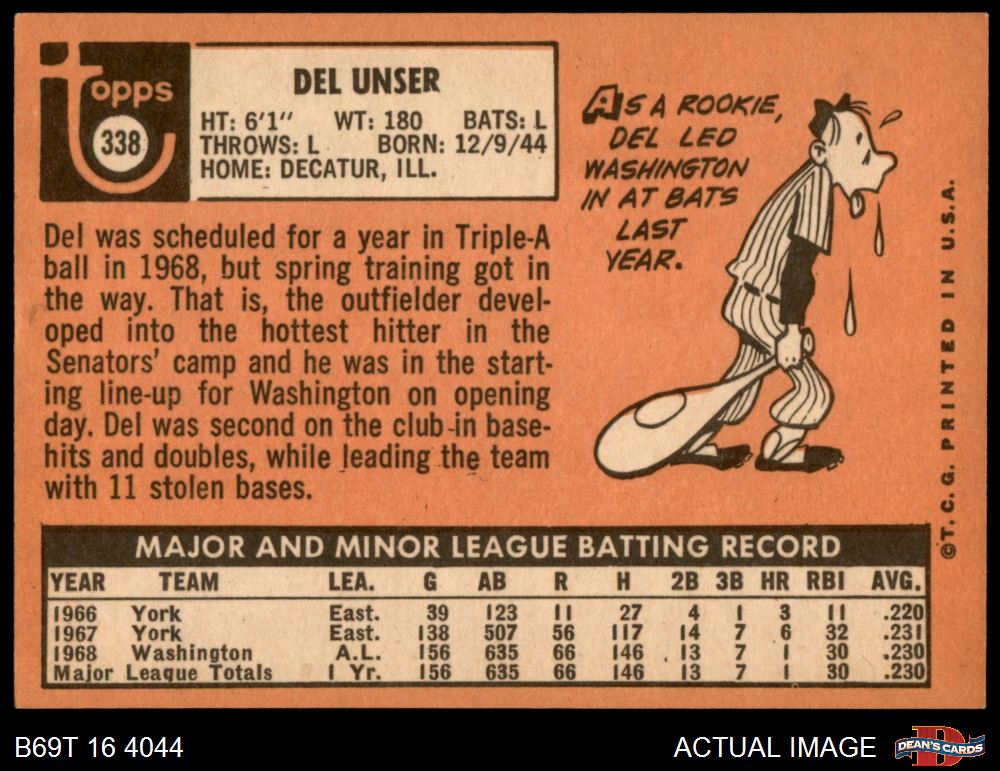 Topps
338
DEL UNSER
HT: 6'1" WT: 180 BATS: L
THROWS: L BORN: 12/9/44
HOME: DECATUR, ILL.
Del was scheduled for a year in Triple-A
ball in 1968, but spring training got in
the way. That is, the outfielder devel-
oped into the hottest hitter in the
Senators' camp and he was in the start-
ing line-up for Washington on opening
day. Del was second on the club in base-
hits and doubles, while leading the team
with 11 stolen bases.
AS A ROOKIE,
DEL LED
WASHINGTON
IN AT BATS
LAST
YEAR.
©T.C.G. PRINTED IN U.S.A.
MAJOR AND MINOR LEAGUE BATTING RECORD
YEAR TEAM LEA. G AB R H 2B 3B HR RBI AVG.
1966 York East. 39 123 11 27 4 1 3 11 .220
1967 York East. 138 507 56 117 14 7 6 32 .231
1968 Washington A.L. 156 635 66 146 13 7 1 30 .230
Major League Totals 1 Yr. 156 635 66 146 13 7 1 30 .230
B69T 16 4044
ACTUAL IMAGE
D
DEAN'S CARDS